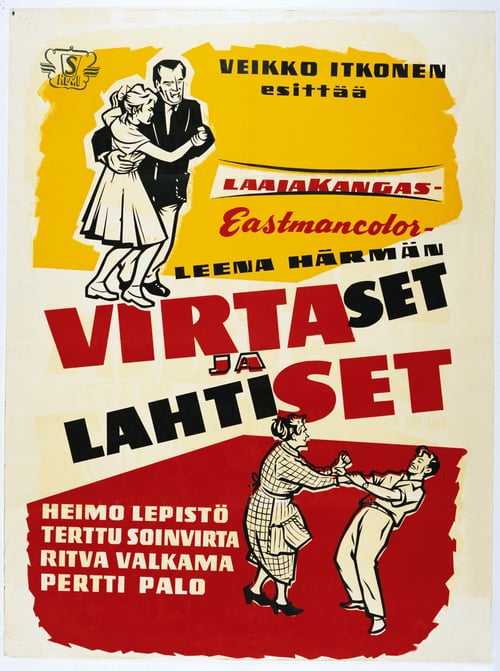 S
VEIKKO ITKONEN
esittää
LAAJAKANGAS-
Eastmancolor-
LEENA HÄRMÄN
VIRTASET
JA
LAHTISET
HEIMO LEPISTÖ
TERTTU SOINVIRTA
RITVA VALKAMA
PERTTI PALO